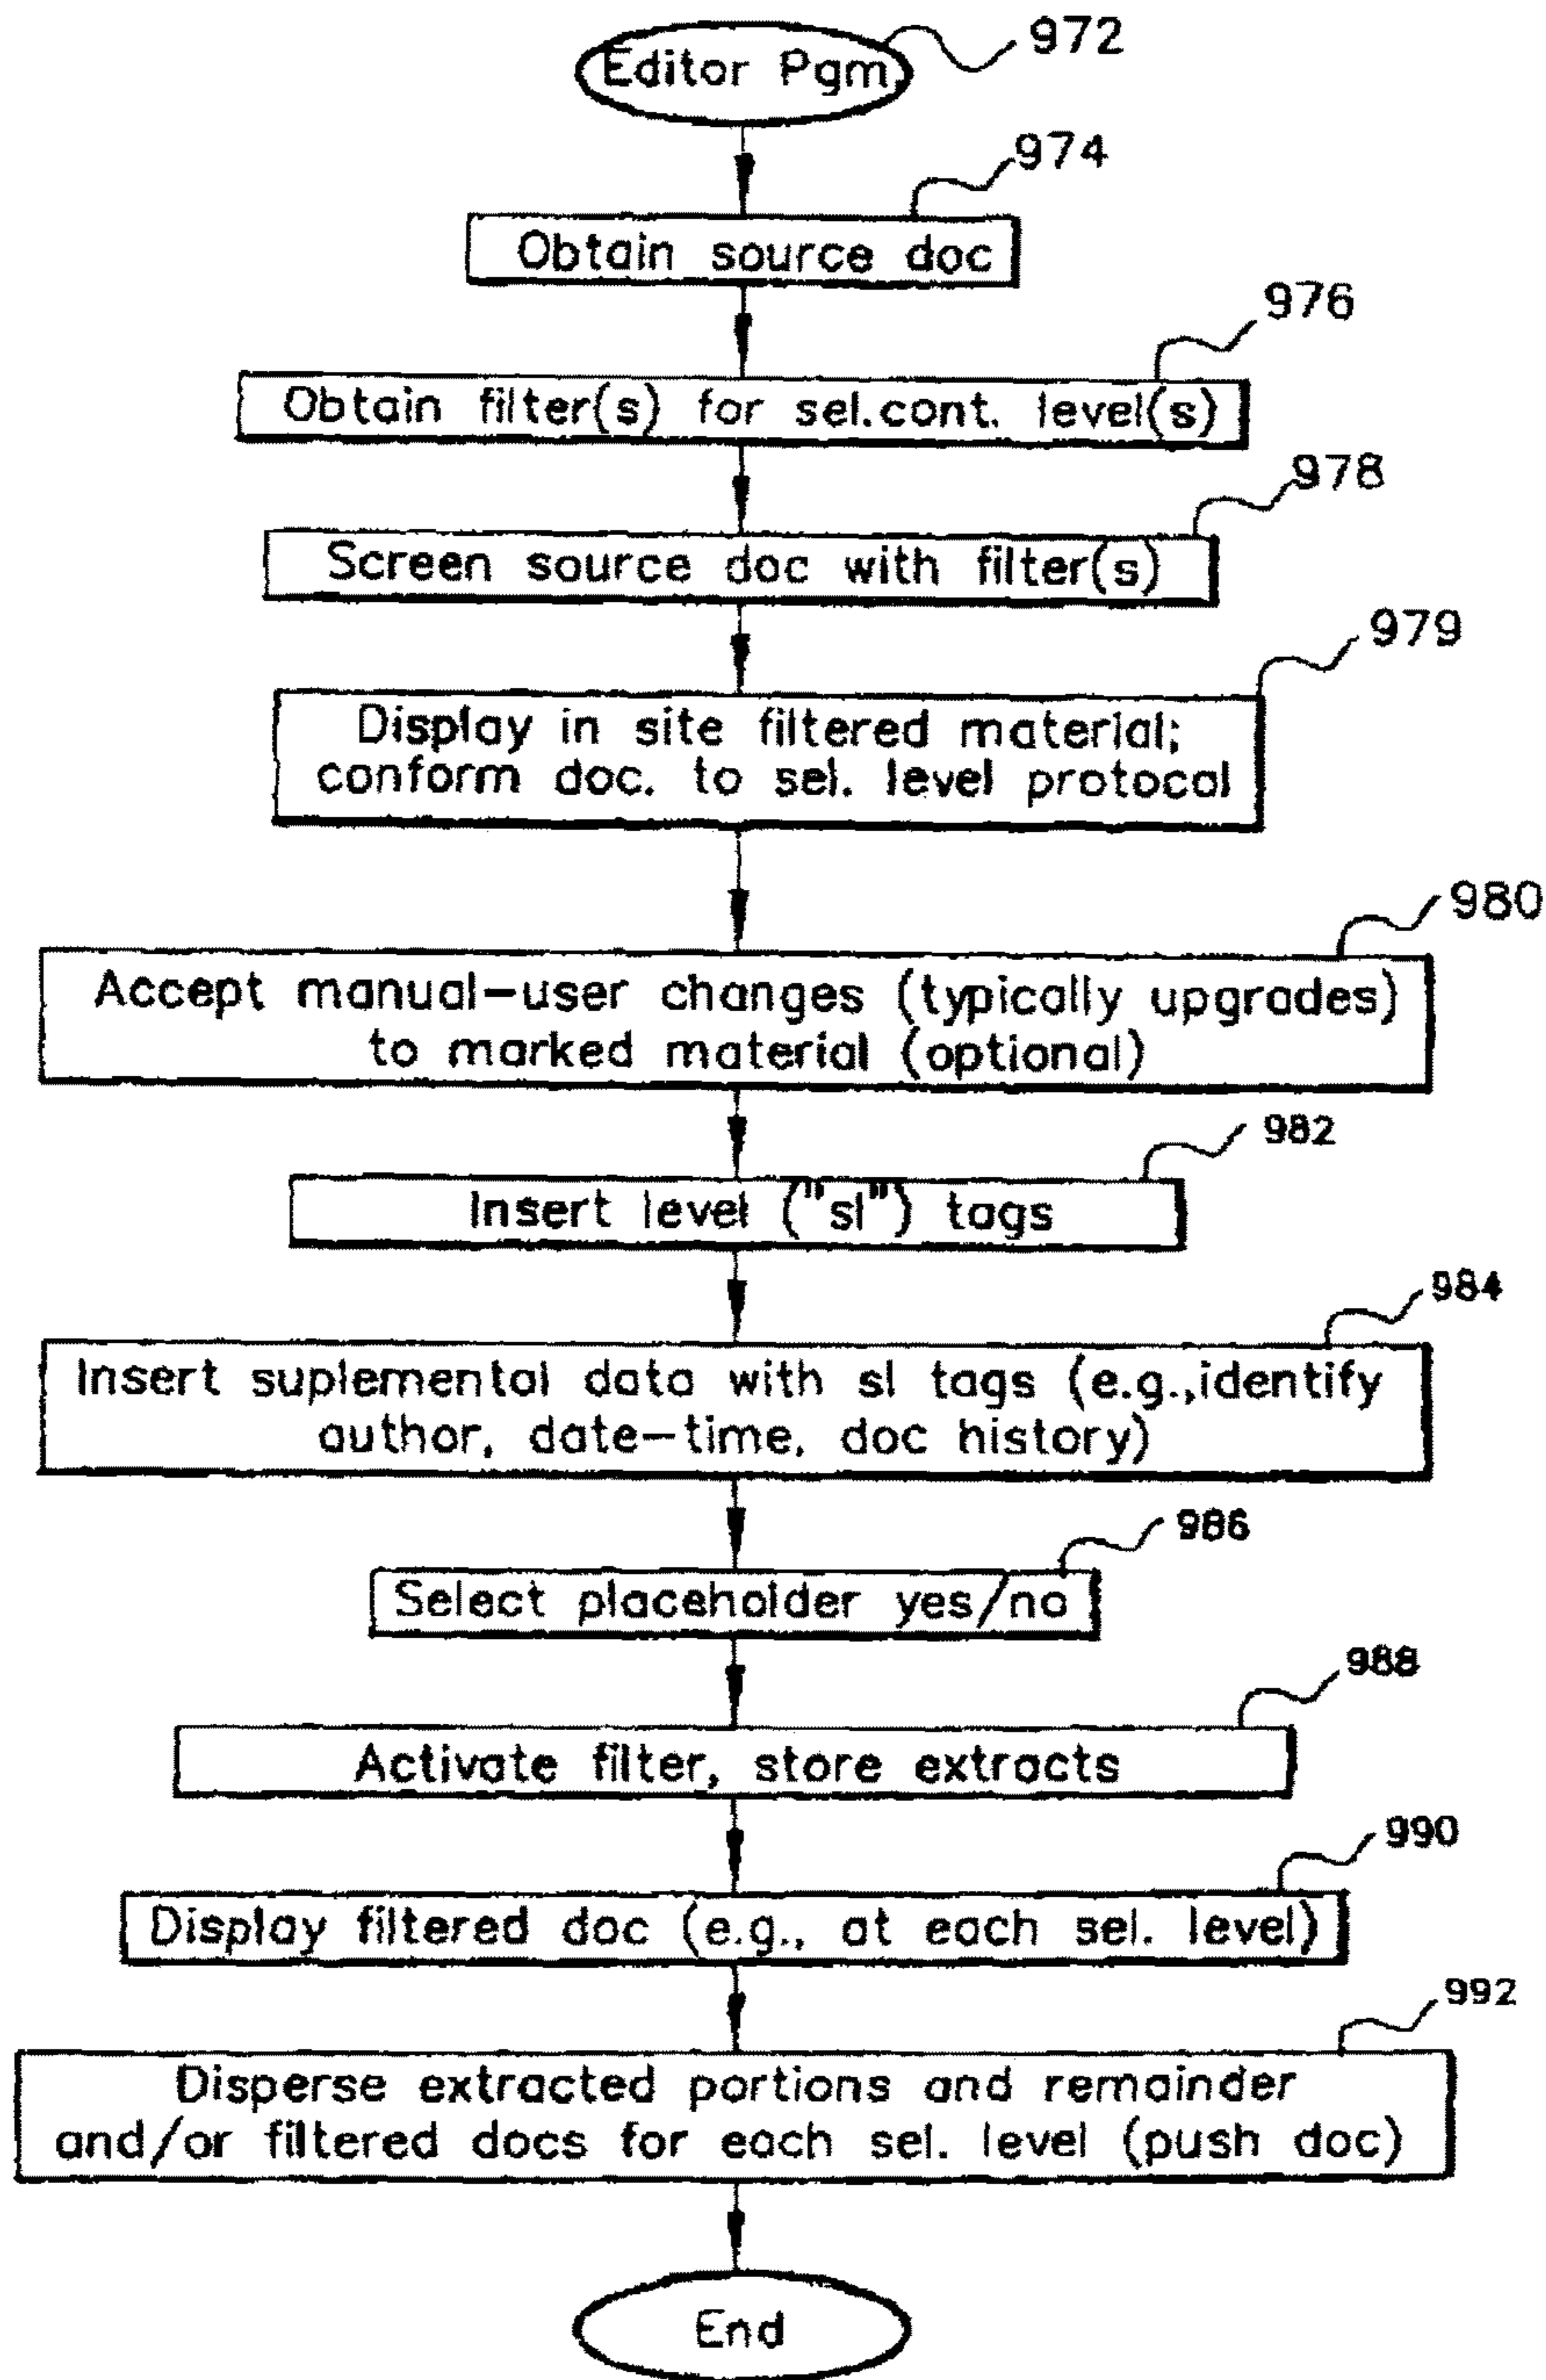 Editor Pgm
972
974
Obtain source doc
976
Obtain filter(s) for sel.cont. level(s)
978
Screen source doc with filter(s)
979
Display in site filtered material;
conform doc. to sel. level protocal
980
Accept manual-user changes (typically upgrades)
to marked material (optional)
982
Insert level ("sl") tags
984
Insert suplemental data with sl tags (e.g.,identify
author, date-time, doc history)
986
Select placeholder yes/no
988
Activate filter, store extracts
990
Display filtered doc (e.g., at each sel. level)
992
Disperse extracted portions and remainder
and/or filtered docs for each sel. level (push doc)
End